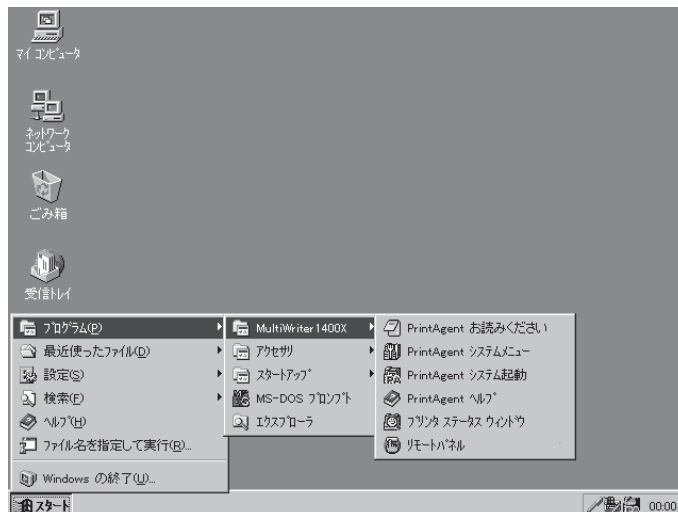 マイ コンピュータ
ネットワーク
コンピュータ
ごみ箱
受信トレイ
プログラム(P)
最近使ったファイル(D)
設定(S)
検索(F)
ヘルプ(H)
ファイル名を指定して実行(R)...
Windows の終了(U)...
MultiWriter1400X
アクセサリ
スタートアップ
MS-DOS プロンプト
エクスプローラ
PrintAgent お読みください
PrintAgent システムメニュー
PrintAgent システム起動
PrintAgent ヘルプ
プリンタ ステータス ウィンドウ
リモートパネル
スタート
00:00